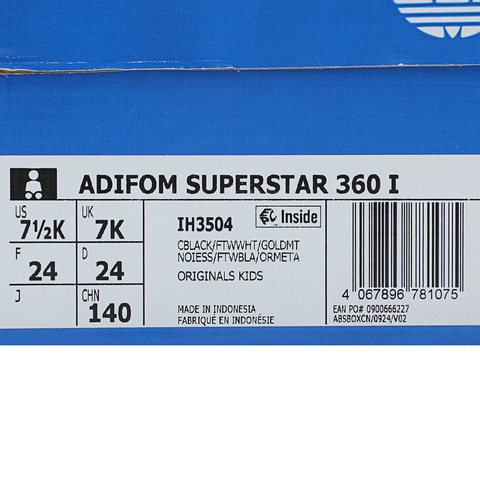 ADIFOM SUPERSTAR 360 I
US
7½K
UK
7K
F
24
D
24
J
CHN
140
IH3504
Inside
CBLACK/FTWWHT/GOLDMT
NOIESS/FTWBLA/ORMETA
ORIGINALS KIDS
MADE IN INDONESIA
FABRIQUÉ EN INDONÉSIE
4 067896 781075
EAN PO# 0900666227
ABSBOXCN/0924/V02